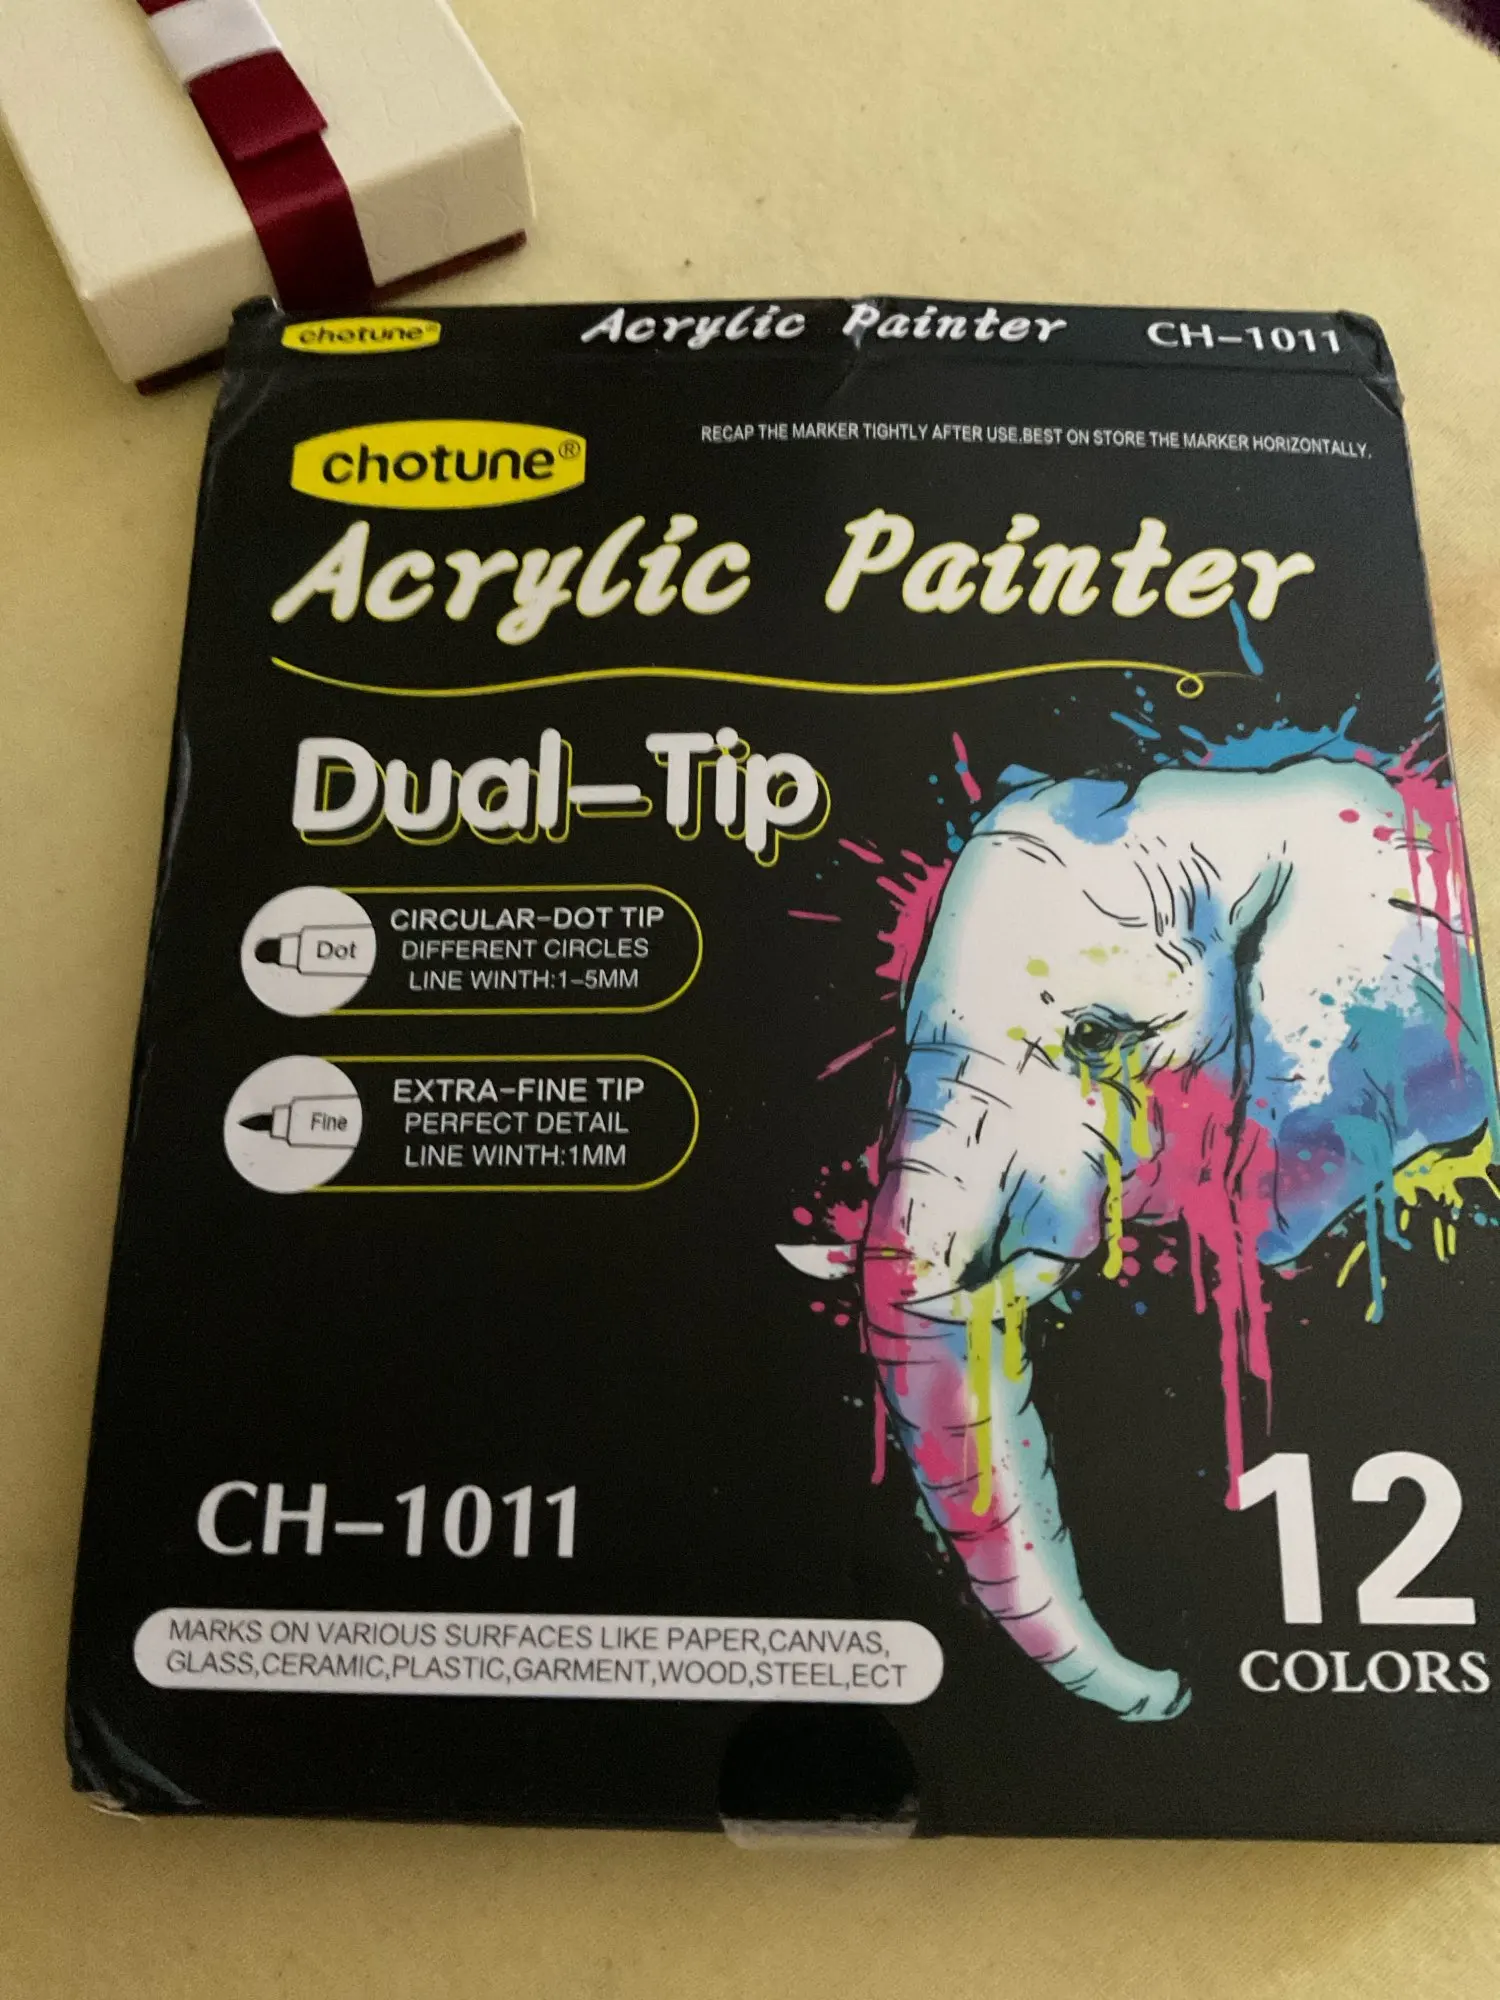 chotune® Acrylic Painter CH-1011
chotune®
RECAP THE MARKER TIGHTLY AFTER USE.BEST ON STORE THE MARKER HORIZONTALLY.
Acrylic Painter
Dual-Tip
Dot
CIRCULAR-DOT TIP
DIFFERENT CIRCLES
LINE WINTH:1-5MM
Fine
EXTRA-FINE TIP
PERFECT DETAIL
LINE WINTH:1MM
CH-1011
12
COLORS
MARKS ON VARIOUS SURFACES LIKE PAPER,CANVAS,
GLASS,CERAMIC,PLASTIC,GARMENT,WOOD,STEEL,ECT